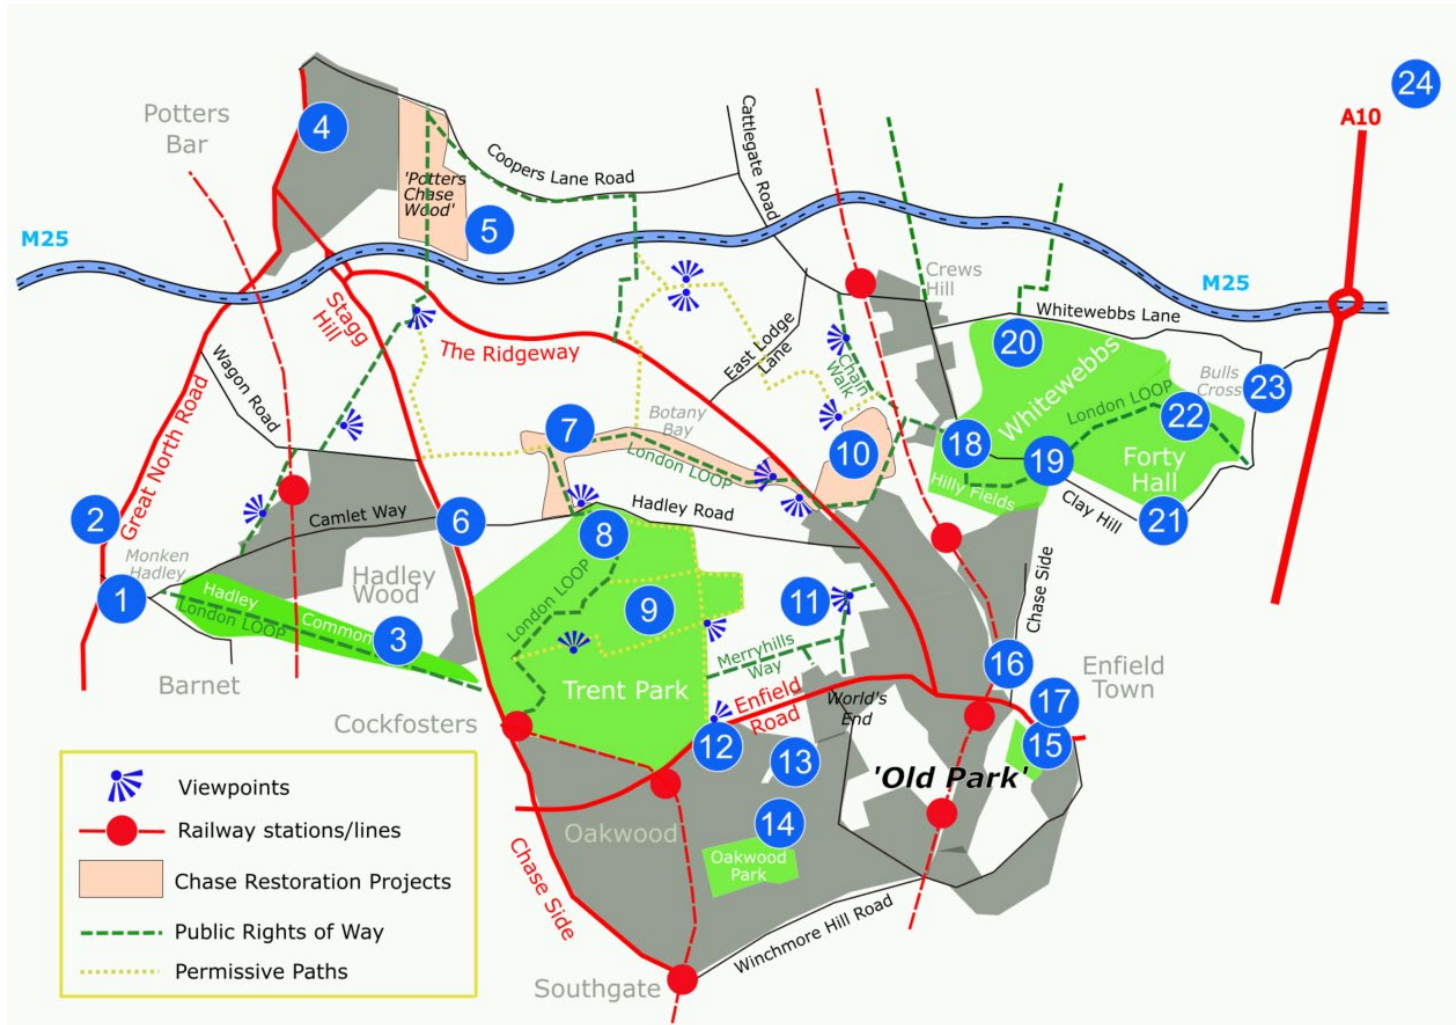 24
A10
Potters
Bar
4
Cattlegate Road
Coopers Lane Road
'Potters
Chase
Wood'
5
M25
Crews
Hill
M25
Stagg
Hill
Whitewebbs Lane
20
The Ridgeway
East Lodge
Lane
Chain
Walk
Wagon Road
Great North Road
Whitewebbs
Bulls
Cross
23
London LOOP
22
Botany
Bay
7
London LOOP
10
18
19
Forty
Hall
Hilly Fields
Clay Hill
21
2
Camlet Way
6
Hadley Road
8
Monken
Hadley
1
Hadley
Wood
Hadley
Common
London LOOP
3
London LOOP
9
11
Chase Side
Merryhills
Way
16
Enfield
Town
Barnet
Trent Park
Enfield
Road
World's
End
17
Cockfosters
12
13
15
'Old Park'
Viewpoints
Railway stations/lines
Chase Restoration Projects
Public Rights of Way
Permissive Paths
Oakwood
14
Oakwood
Park
Chase Side
Winchmore Hill Road
Southgate